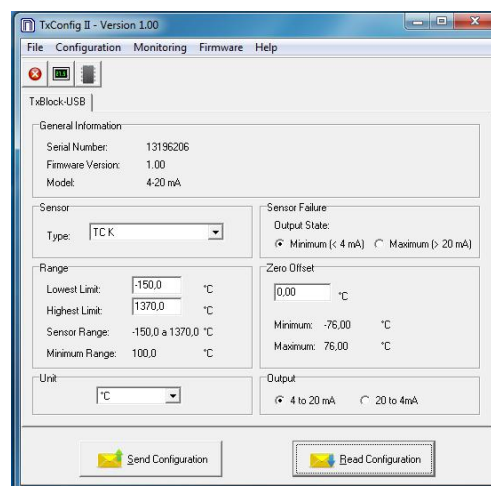 TxConfig II - Version 1.00
File Configuration Monitoring Firmware Help
TxBlock-USB
General Information
Serial Number: 13196206
Firmware Version: 1.00
Model: 4-20 mA
Sensor
Type: TC K
Sensor Failure
Output State:
Minimum (< 4 mA) Maximum (> 20 mA)
Range
Lowest Limit: -150,0 °C
Highest Limit: 1370,0 °C
Sensor Range: -150,0 a 1370,0 °C
Minimum Range: 100,0 °C
Zero Offset
0,00 °C
Minimum: -76,00 °C
Maximum: 76,00 °C
Unit
°C
Output
4 to 20 mA 20 to 4mA
Send Configuration
Read Configuration